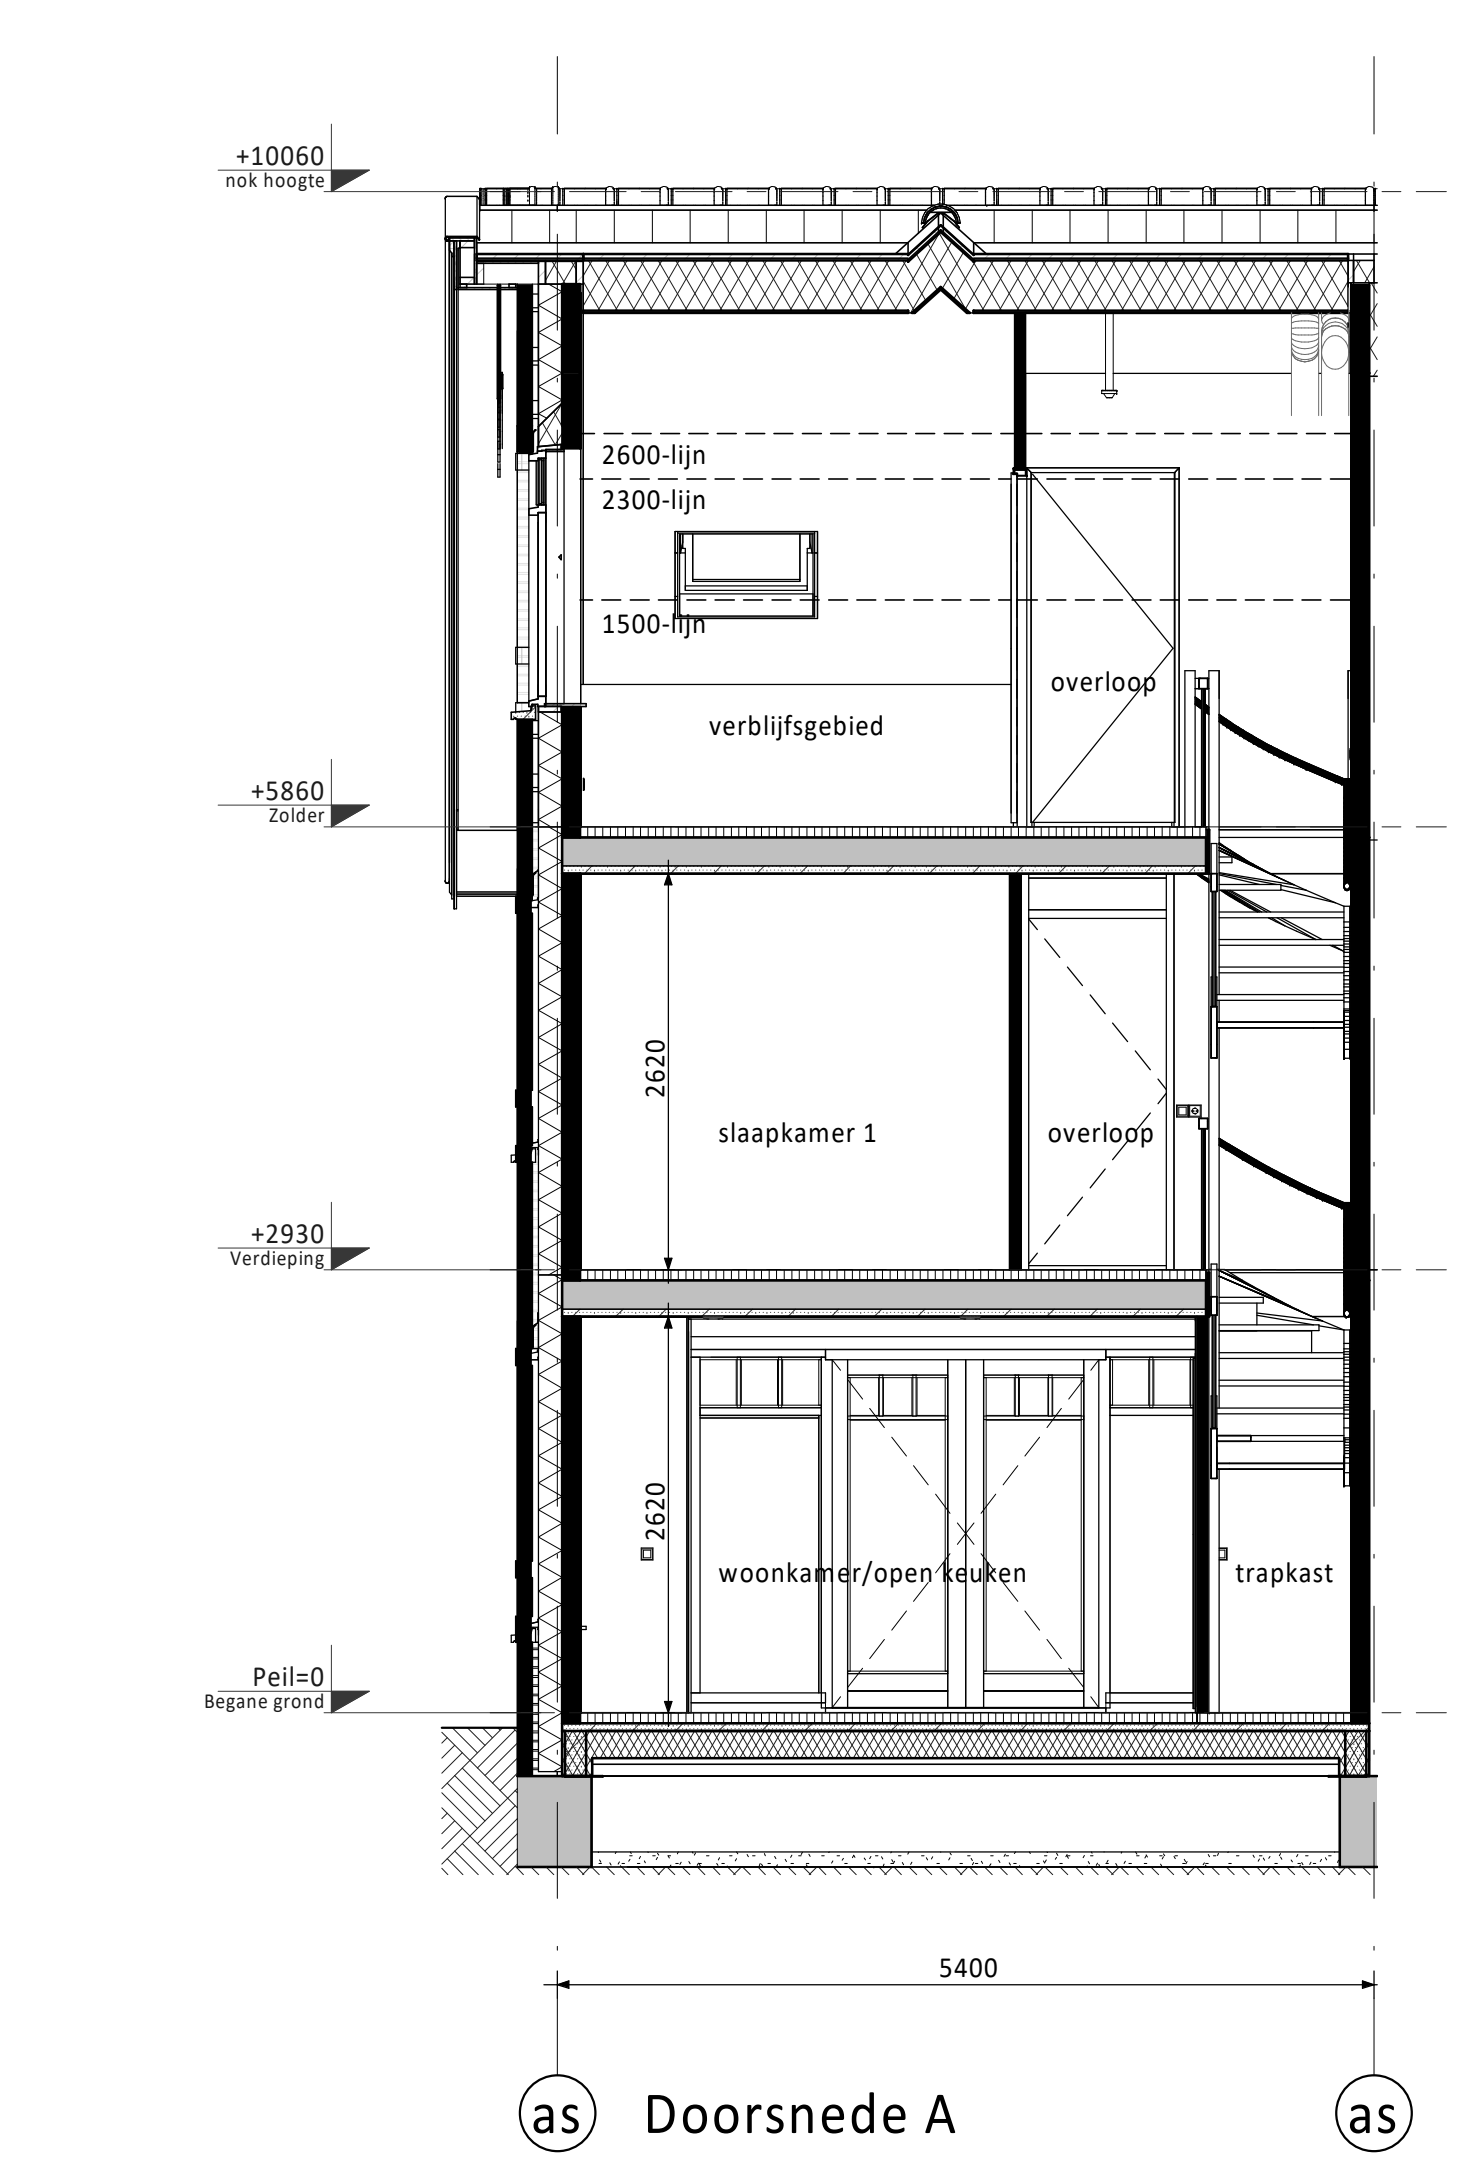 +10060
nok hoogte
2600-lijn
2300-lijn
1500-lijn
overloop
verblijfsgebied
+5860
Zolder
2620
slaapkamer 1
overloop
+2930
Verdieping
2620
woonkamer/open keuken
trapkast
Peil=0
Begane grond
5400
as
Doorsnede A
as